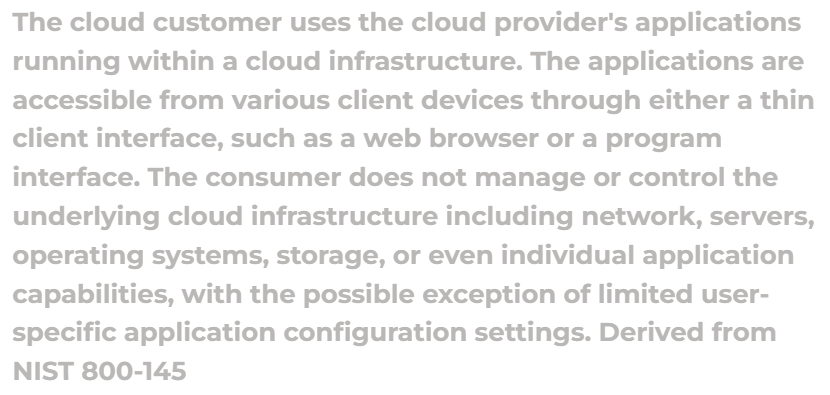 The cloud customer uses the cloud provider's applications
running within a cloud infrastructure. The applications are
accessible from various client devices through either a thin
client interface, such as a web browser or a program
interface. The consumer does not manage or control the
underlying cloud infrastructure including network, servers,
operating systems, storage, or even individual application
capabilities, with the possible exception of limited user-
specific application configuration settings. Derived from
NIST 800-145